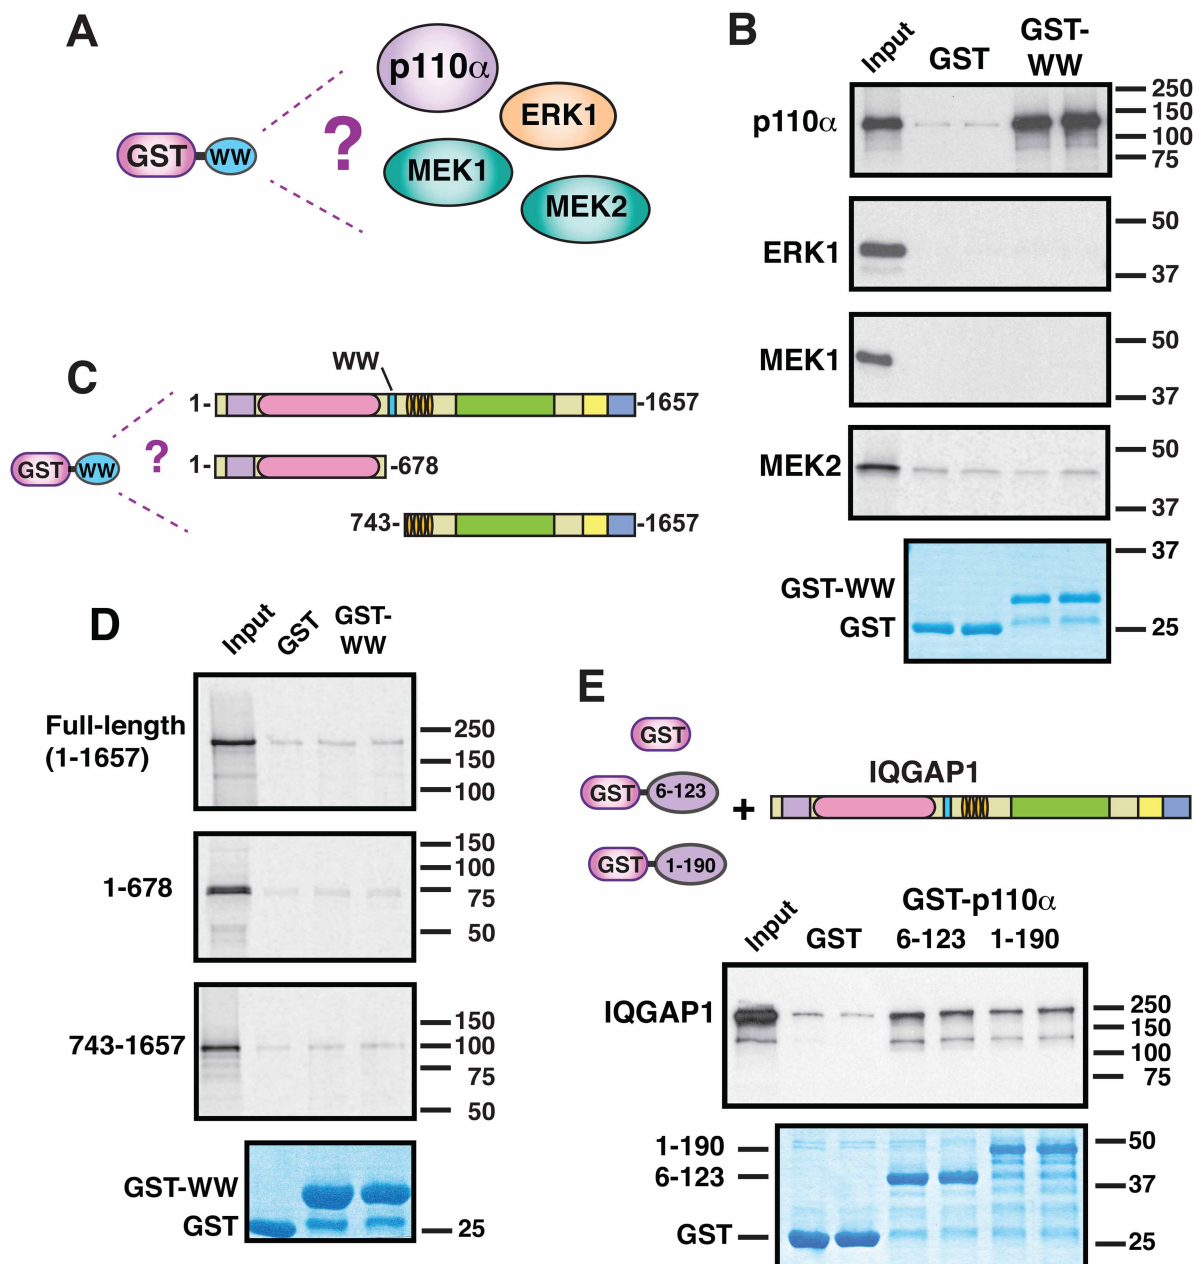 A
GST
WW
?
p110α
ERK1
MEK1
MEK2
B
Input
GST
GST-
WW
p110α
250
150
100
75
ERK1
50
37
MEK1
50
37
MEK2
50
37
GST-WW
GST
37
25
C
GST
WW
?
WW
1-
-1657
1-
-678
743-
-1657
D
Input
GST
GST-
WW
Full-length
(1-1657)
250
150
100
1-678
150
100
75
50
743-1657
150
100
75
50
GST-WW
GST
25
E
GST
GST
6-123
GST
1-190
+
IQGAP1
Input
GST
GST-p110α
6-123
1-190
IQGAP1
250
150
100
75
1-190
6-123
GST
50
37
25